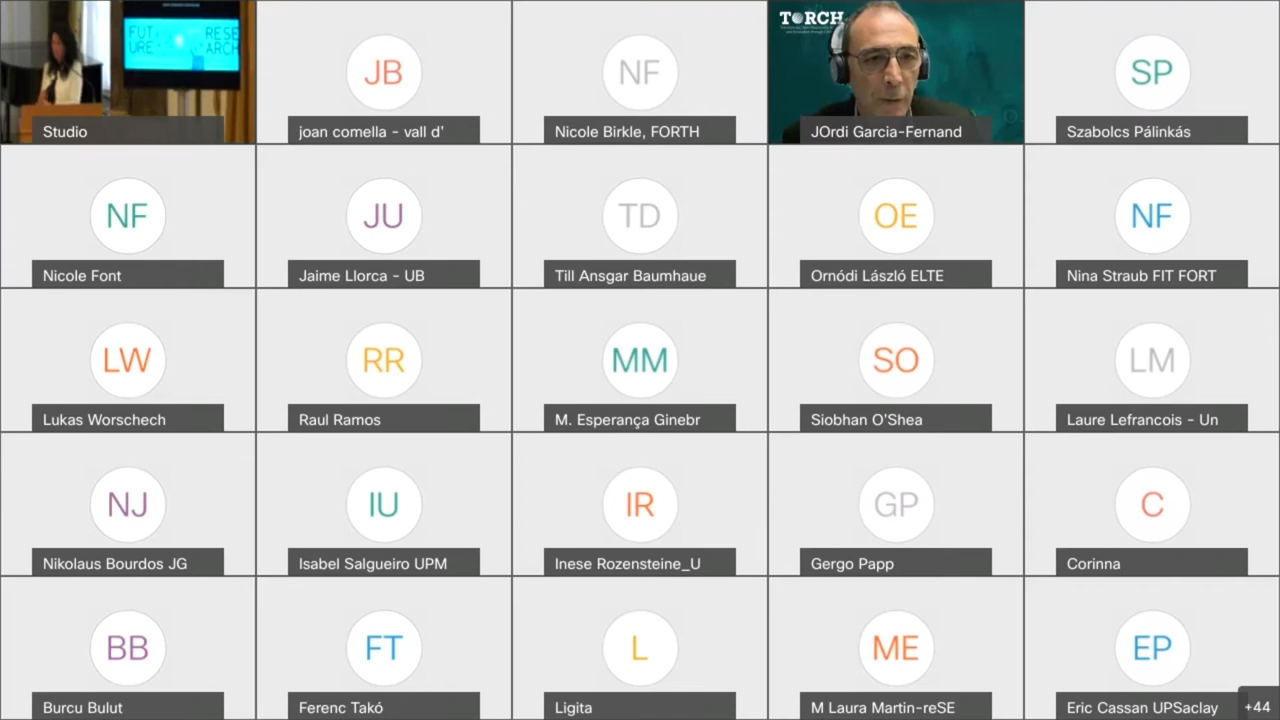 FUT
URE
RESE
ARCH
Studio
JB
joan comella - vall d'
NF
Nicole Birkle, FORTH
TORCH
JOrdi Garcia-Fernand
SP
Szabolcs Pálinkás
NF
Nicole Font
JU
Jaime Llorca - UB
TD
Till Ansgar Baumhaue
OE
Ornódi László ELTE
NF
Nina Straub FIT FORT
LW
Lukas Worschech
RR
Raul Ramos
MM
M. Esperança Ginebr
SO
Siobhan O'Shea
LM
Laure Lefrancois - Un
NJ
Nikolaus Bourdos JG
IU
Isabel Salgueiro UPM
IR
Inese Rozensteine_U
GP
Gergo Papp
C
Corinna
BB
Burcu Bulut
FT
Ferenc Takó
L
Ligita
ME
M Laura Martin-reSE
EP
Eric Cassan UPSaclay
+44